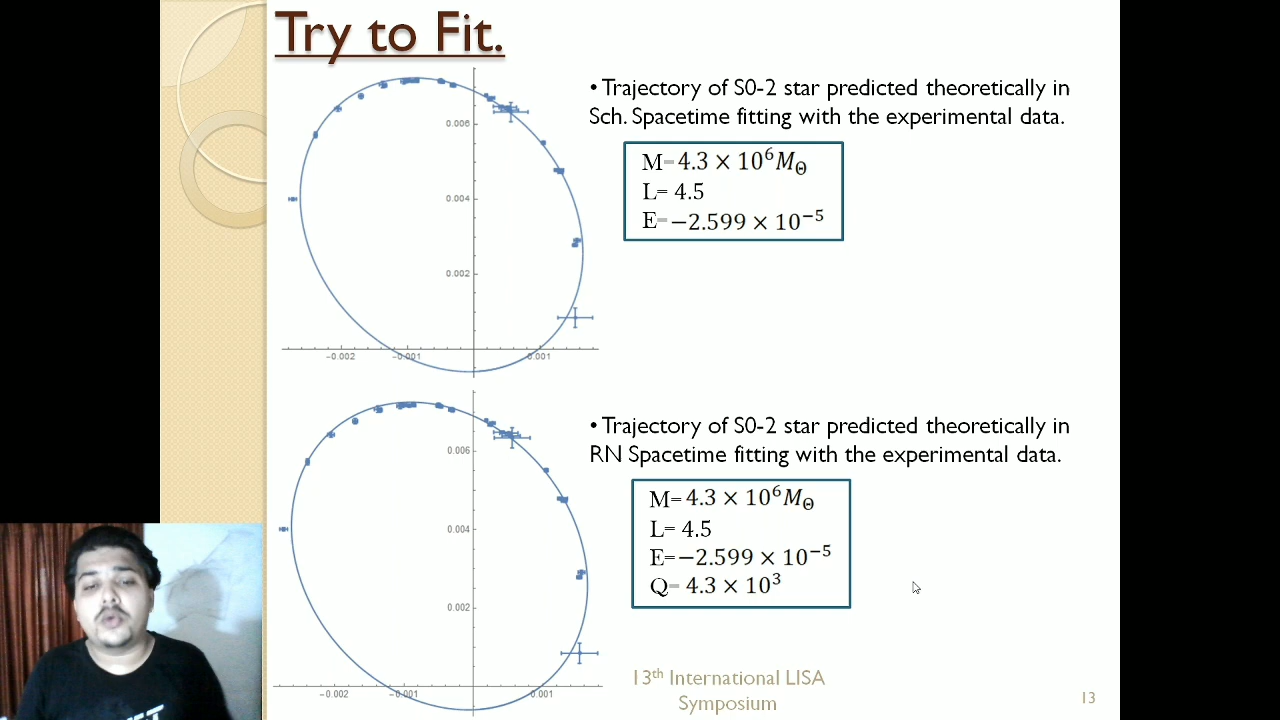 Try to Fit.
0.006
0.004
0.002
−0.002
−0.001
0.001
• Trajectory of S0-2 star predicted theoretically in
Sch. Spacetime fitting with the experimental data.
M= 4.3 × 10⁶ M_Θ
L= 4.5
E= −2.599 × 10⁻⁵
0.006
0.004
0.002
−0.002
−0.001
0.001
• Trajectory of S0-2 star predicted theoretically in
RN Spacetime fitting with the experimental data.
M= 4.3 × 10⁶ M_Θ
L= 4.5
E= −2.599 × 10⁻⁵
Q= 4.3 × 10³
13th International LISA
Symposium
13